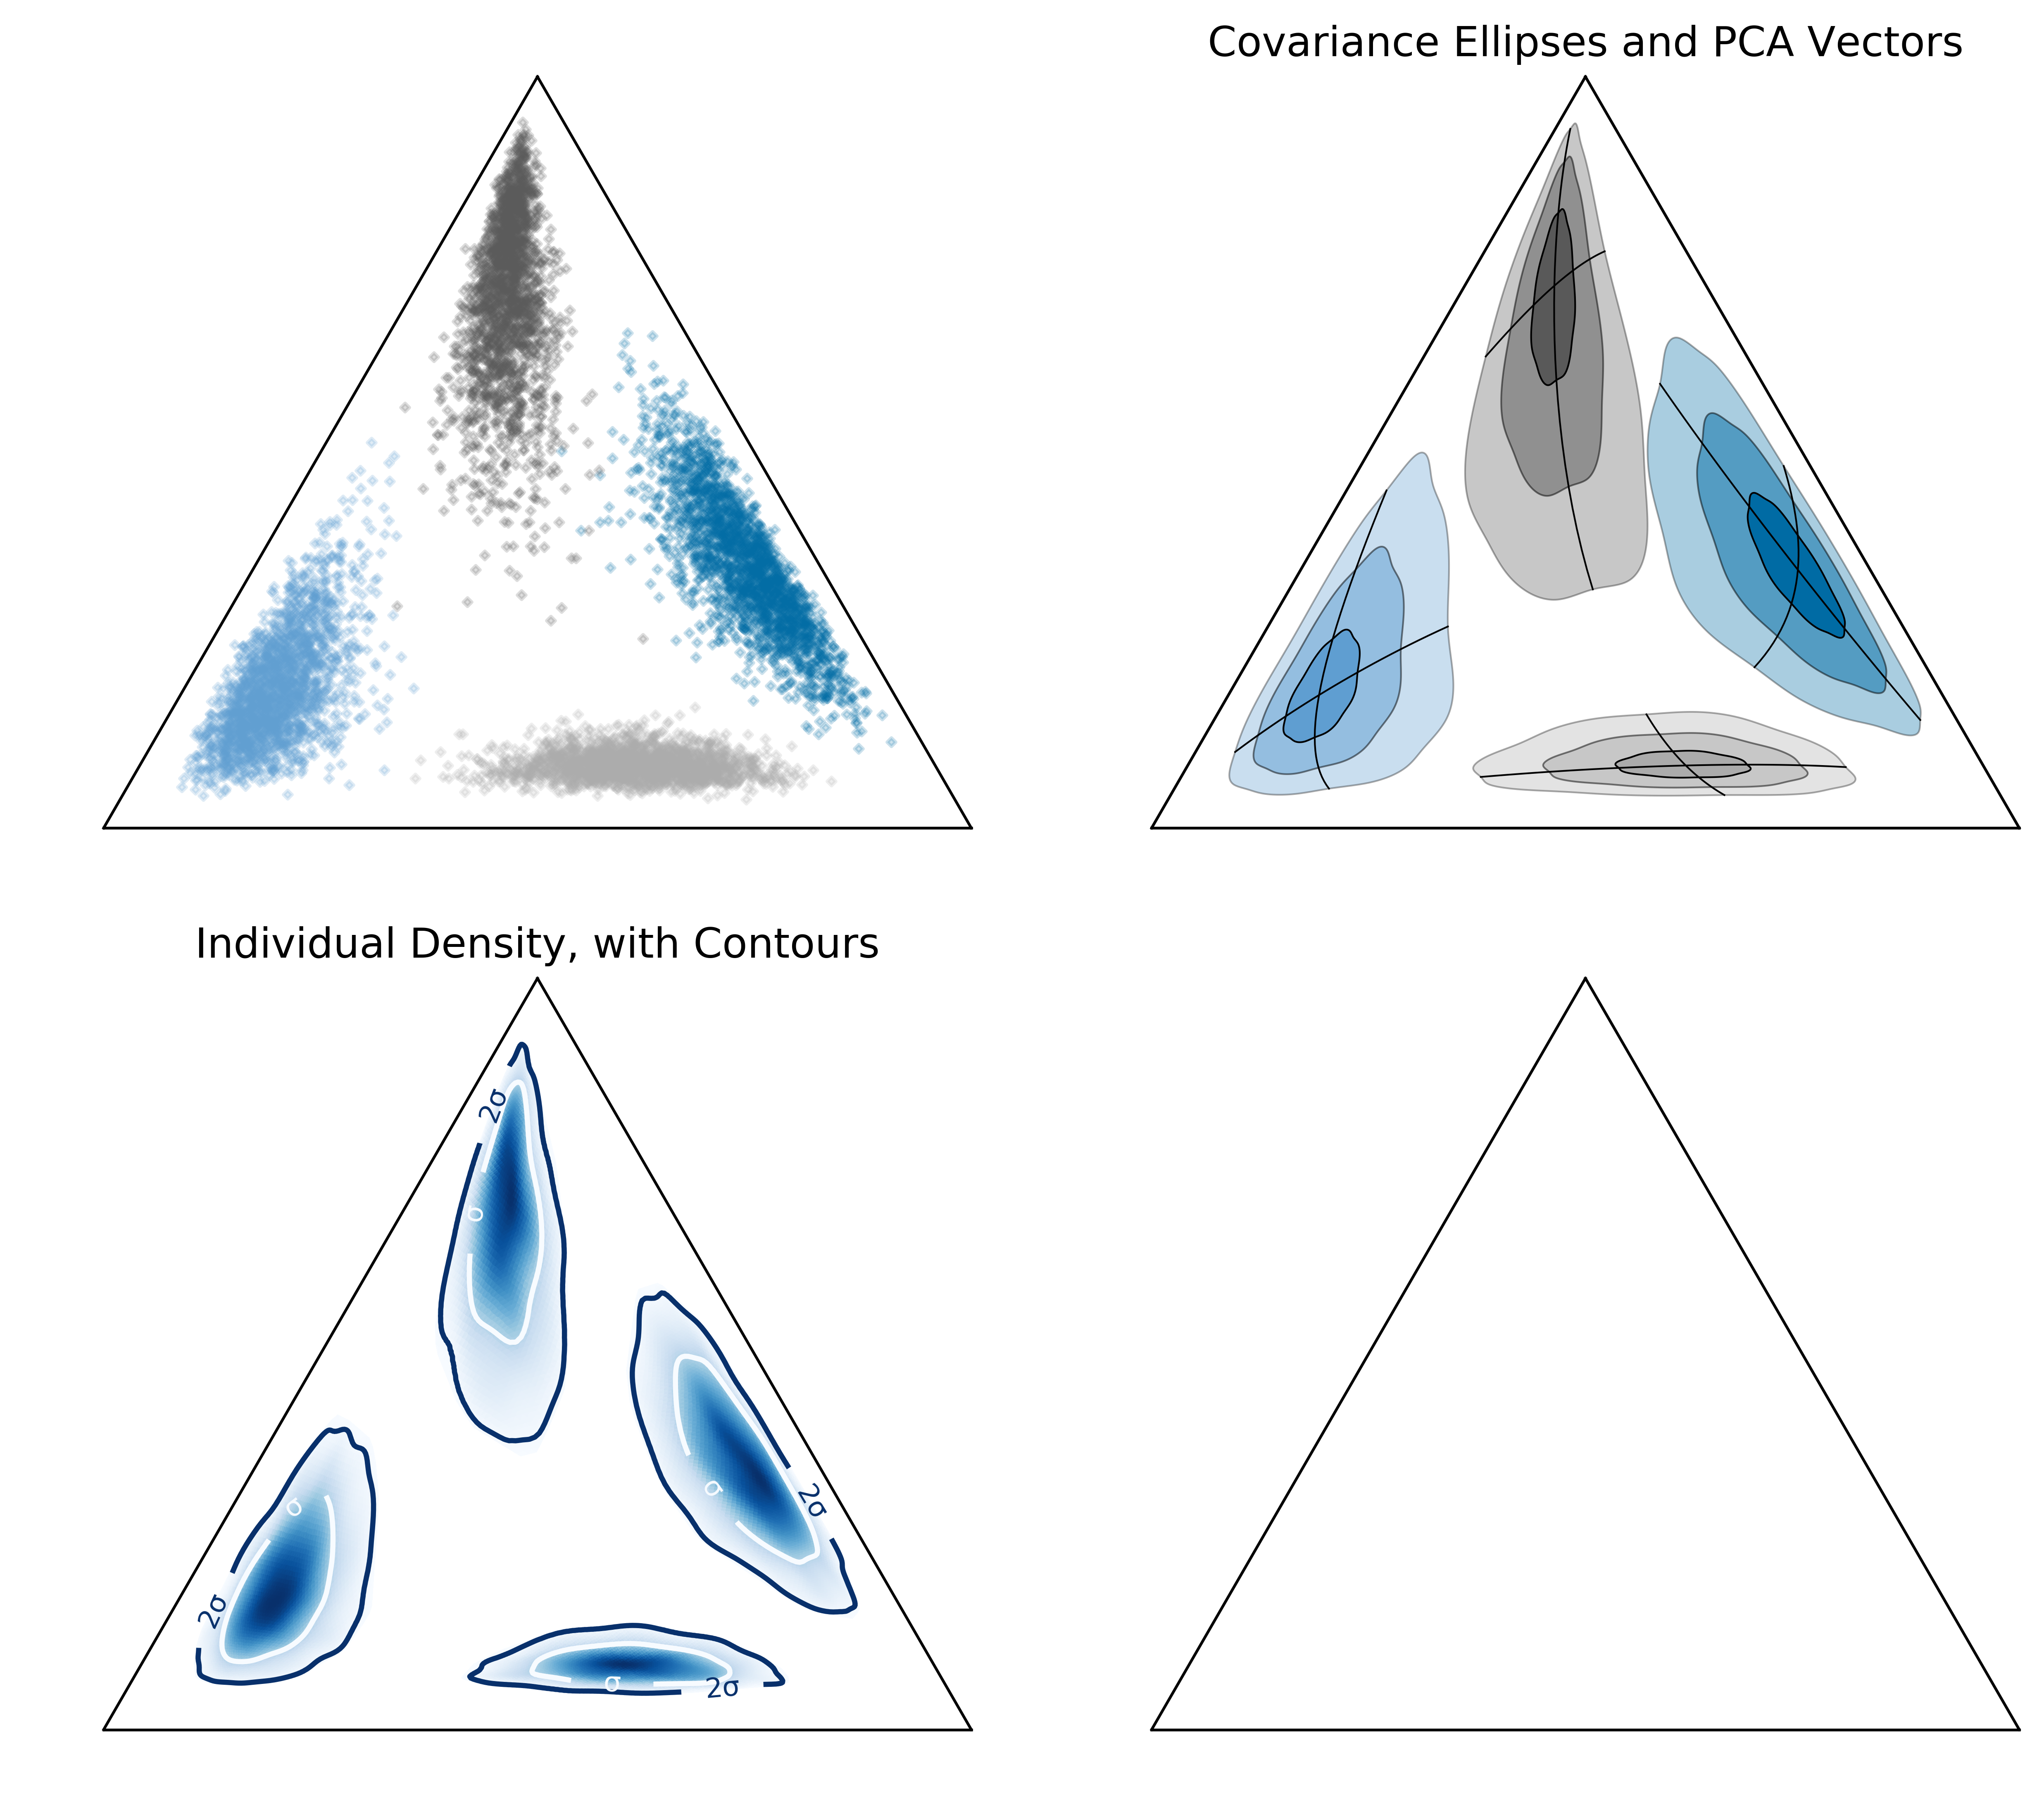 Covariance Ellipses and PCA Vectors
Individual Density, with Contours
2σ
σ
σ
2σ
σ
2σ
σ
2σ